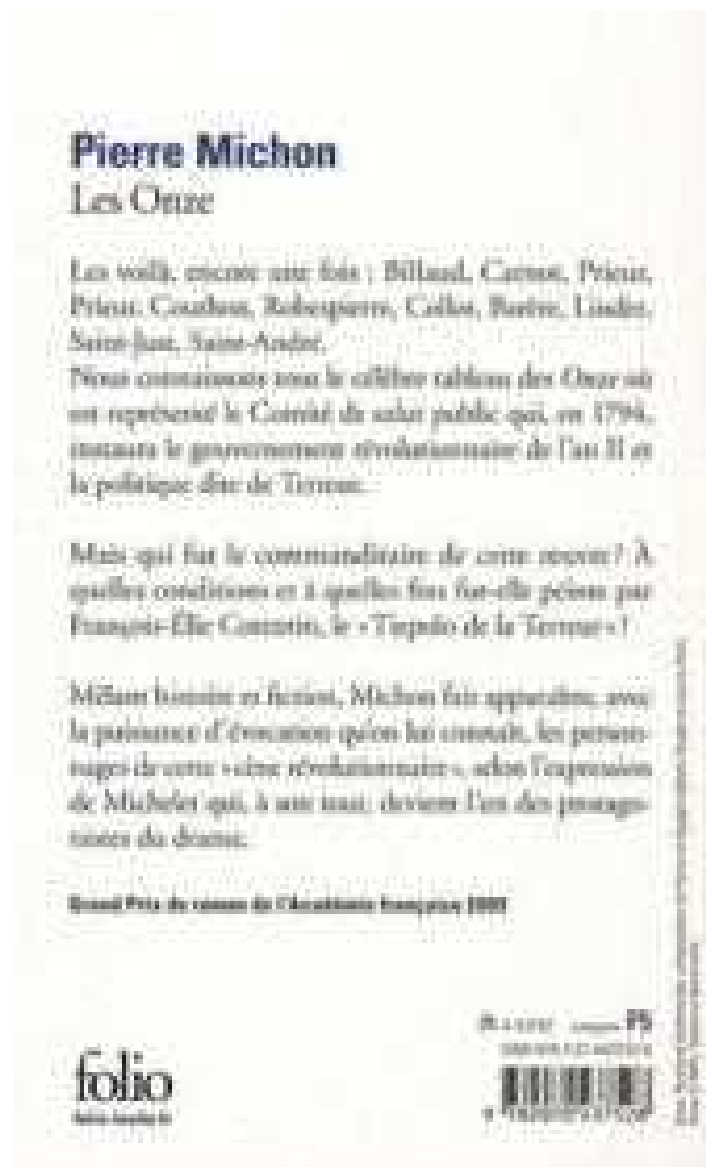 Pierre Michon
Les Onze
Les voilà, encore une fois : Billaud, Carnot, Prieur,
Prieur, Couthon, Robespierre, Collot, Barère, Lindet,
Saint-Just, Saint-André.
Nous connaissons tous le célèbre tableau des Onze où
est représenté le Comité de salut public qui, en 1794,
instaura le gouvernement révolutionnaire de l'an II et
la politique dite de Terreur.
Mais qui fut le commanditaire de cette œuvre ? À
quelles conditions et à quelles fins fut-elle peinte par
François-Élie Corentin, le « Tiepolo de la Terreur » ?
Mêlant histoire et fiction, Michon fait apparaître, avec
la puissance d'évocation qu'on lui connaît, les person-
nages de cette « cène révolutionnaire », selon l'expression
de Michelet qui, à son tour, devient l'un des protago-
nistes du drame.
Grand Prix du roman de l'Académie française 2009
F5
folio